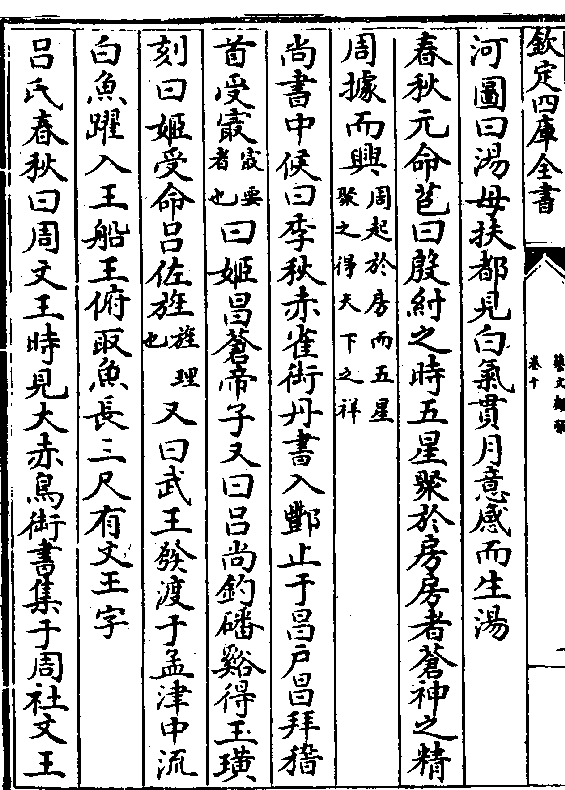 欽定四庫全書
藝文類聚
卷十
河圖曰湯母扶都見白氣貫月意感而生湯
春秋元命苞曰殷紂之時五星聚於房房者蒼神之精
周據而興周起於房而五星聚之得天下之祥
尚書中候曰季秋赤雀銜丹書入酆止于昌戶昌拜稽
首受㝡㝡要者也曰姬昌蒼帝子又曰呂尚釣磻谿得玉璜
刻曰姬受命呂佐旌旌理也又曰武王發渡于孟津中流
白魚躍入王船王俯取魚長三尺有文王字
呂氏春秋曰周文王時見大赤烏銜書集于周社文王